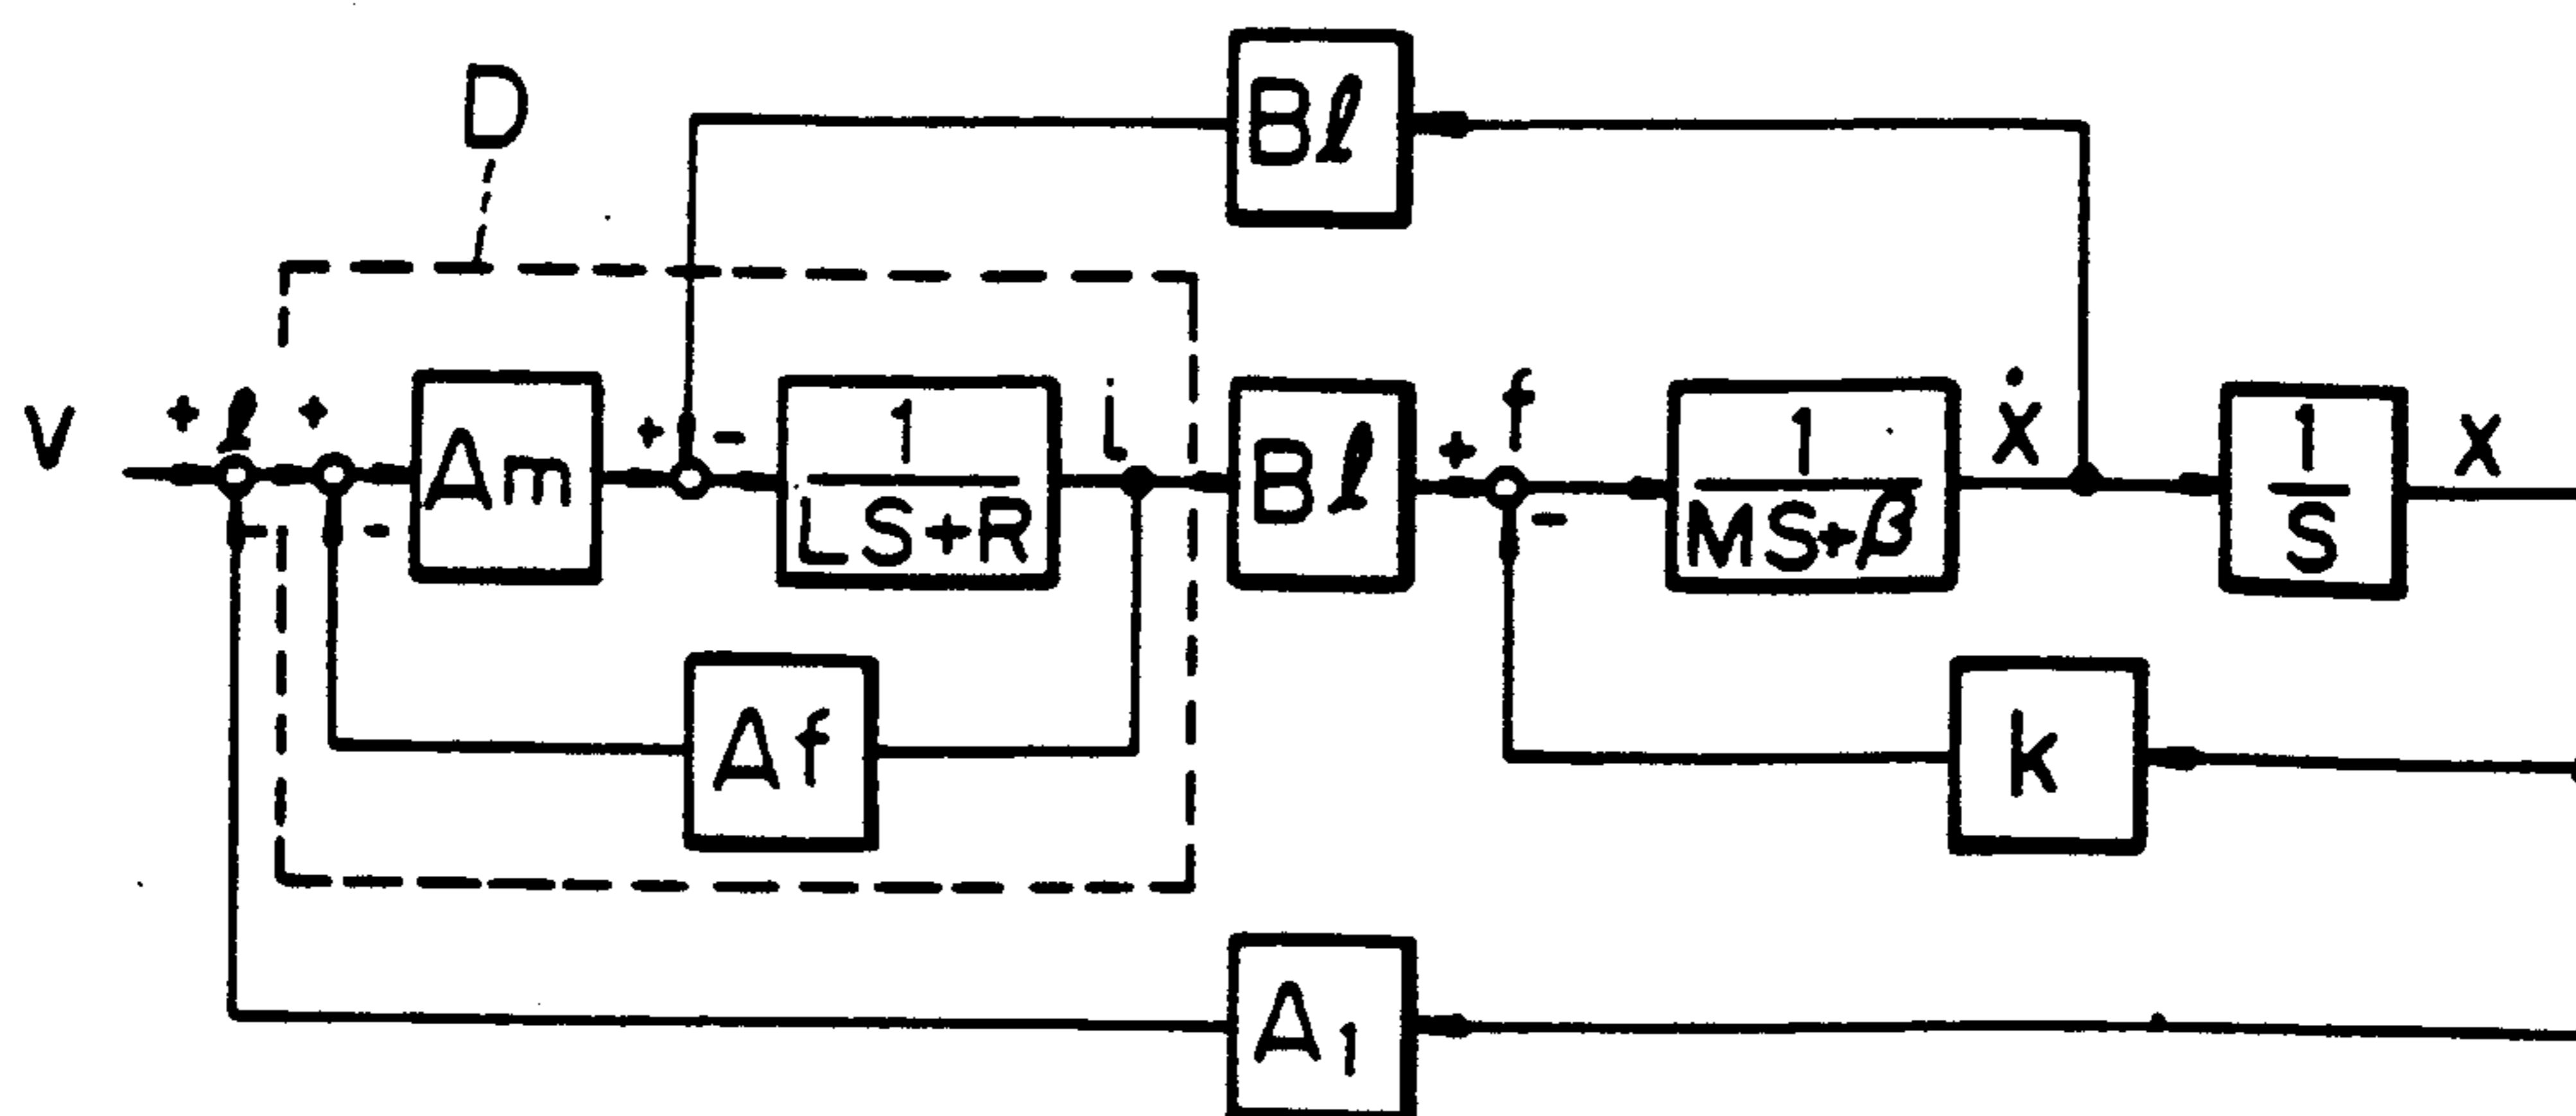 Bℓ
D
V
+
ℓ
+
Am
+
-
1
LS+R
i
Bℓ
+
f
-
1
MS+β
ẋ
1
S
x
-
-
Af
k
A1